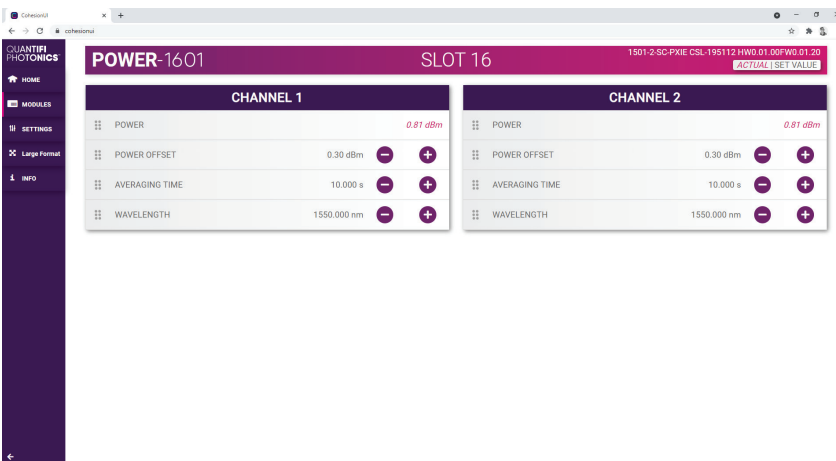 CohesionUI
cohesionui
QUANTIFI
PHOTONICS
HOME
MODULES
SETTINGS
Large Format
INFO
POWER-1601
SLOT 16
1501-2-SC-PXIE CSL-195112 HW0.01.00FW0.01.20
ACTUAL | SET VALUE
CHANNEL 1
POWER 0.81 dBm
POWER OFFSET 0.30 dBm
AVERAGING TIME 10.000 s
WAVELENGTH 1550.000 nm
CHANNEL 2
POWER 0.81 dBm
POWER OFFSET 0.30 dBm
AVERAGING TIME 10.000 s
WAVELENGTH 1550.000 nm